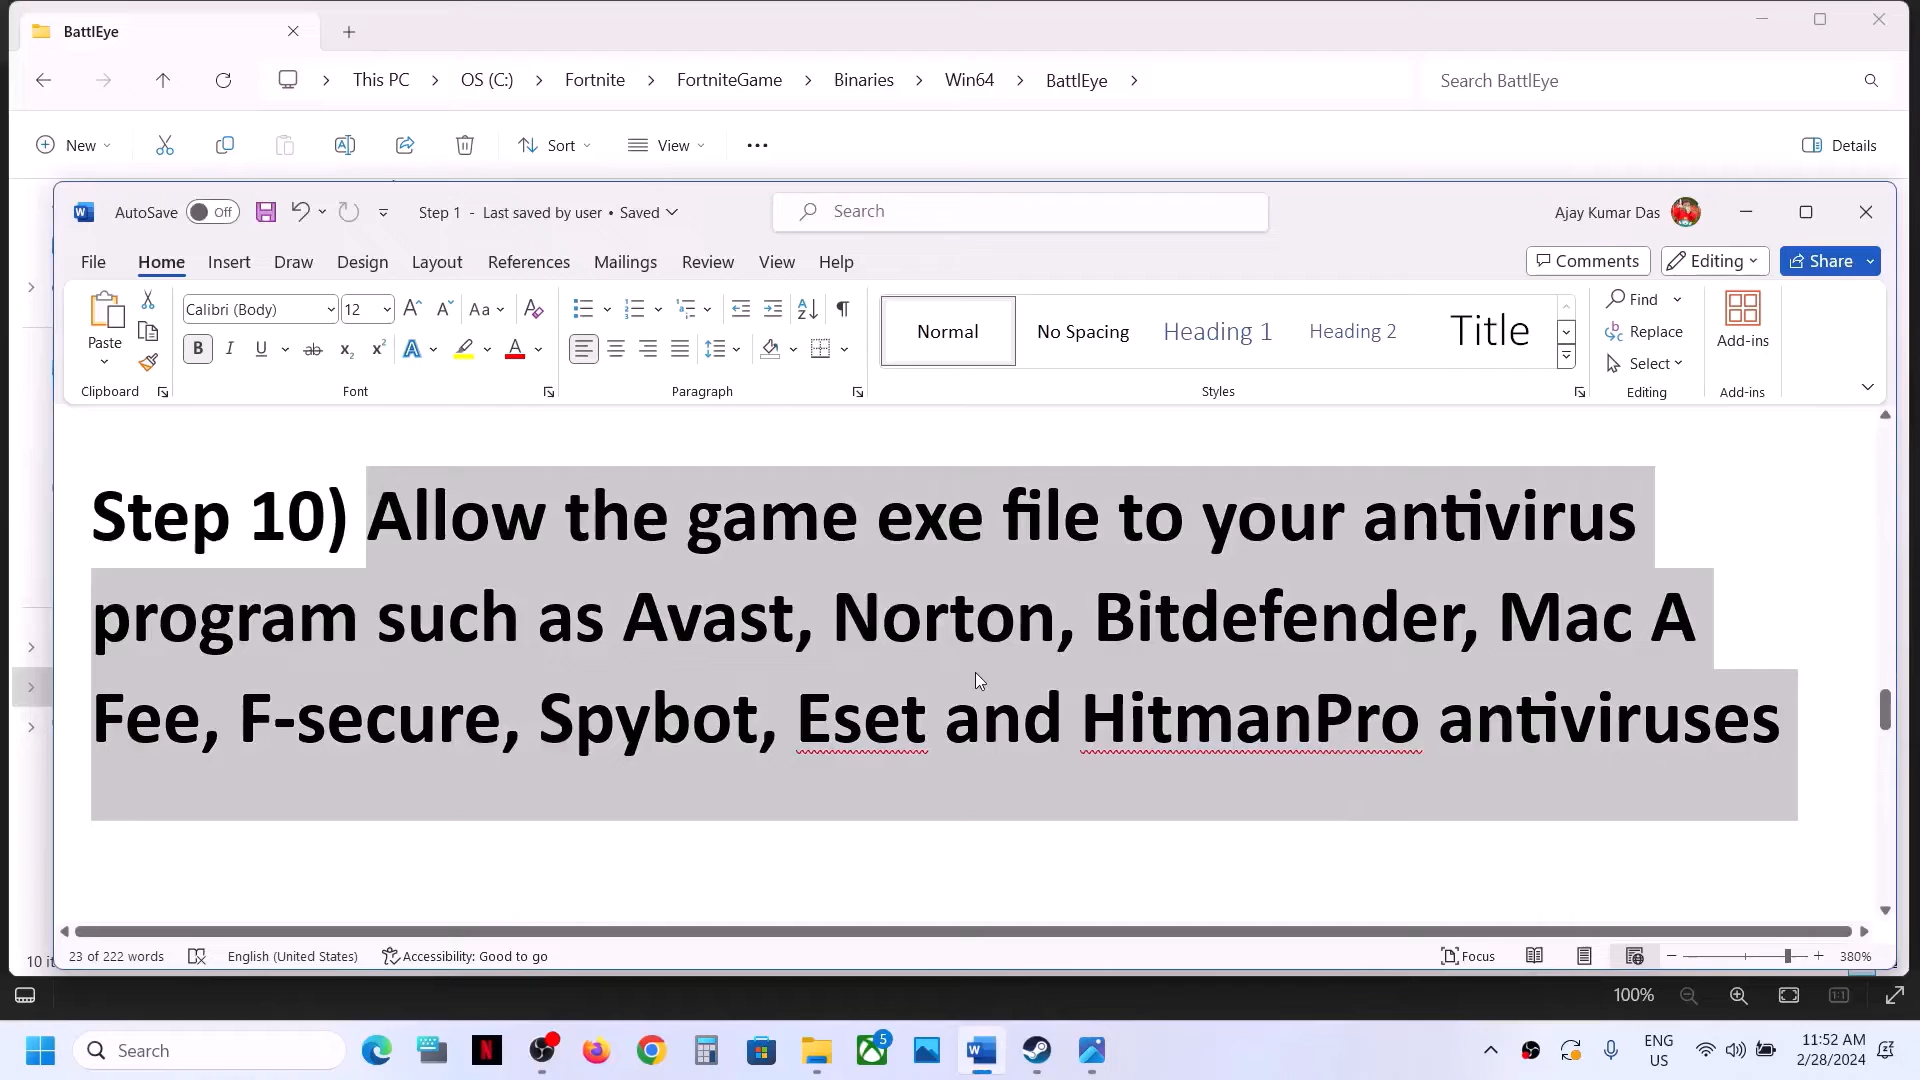 BattlEye
This PC > OS (C:) > Fortnite > FortniteGame > Binaries > Win64 > BattlEye >
Search BattlEye
New
Sort
View
Details
AutoSave Off
Step 1 - Last saved by user • Saved
Search
Ajay Kumar Das
File Home Insert Draw Design Layout References Mailings Review View Help
Comments
Editing
Share
Paste
Calibri (Body)
12
Normal
No Spacing
Heading 1
Heading 2
Title
Find
Replace
Select
Add-ins
Clipboard
Font
Paragraph
Styles
Editing
Add-ins
Step 10) Allow the game exe file to your antivirus
program such as Avast, Norton, Bitdefender, Mac A
Fee, F-secure, Spybot, Eset and HitmanPro antiviruses
23 of 222 words
English (United States)
Accessibility: Good to go
Focus
380%
100%
Search
5
ENG
US
11:52 AM
2/28/2024